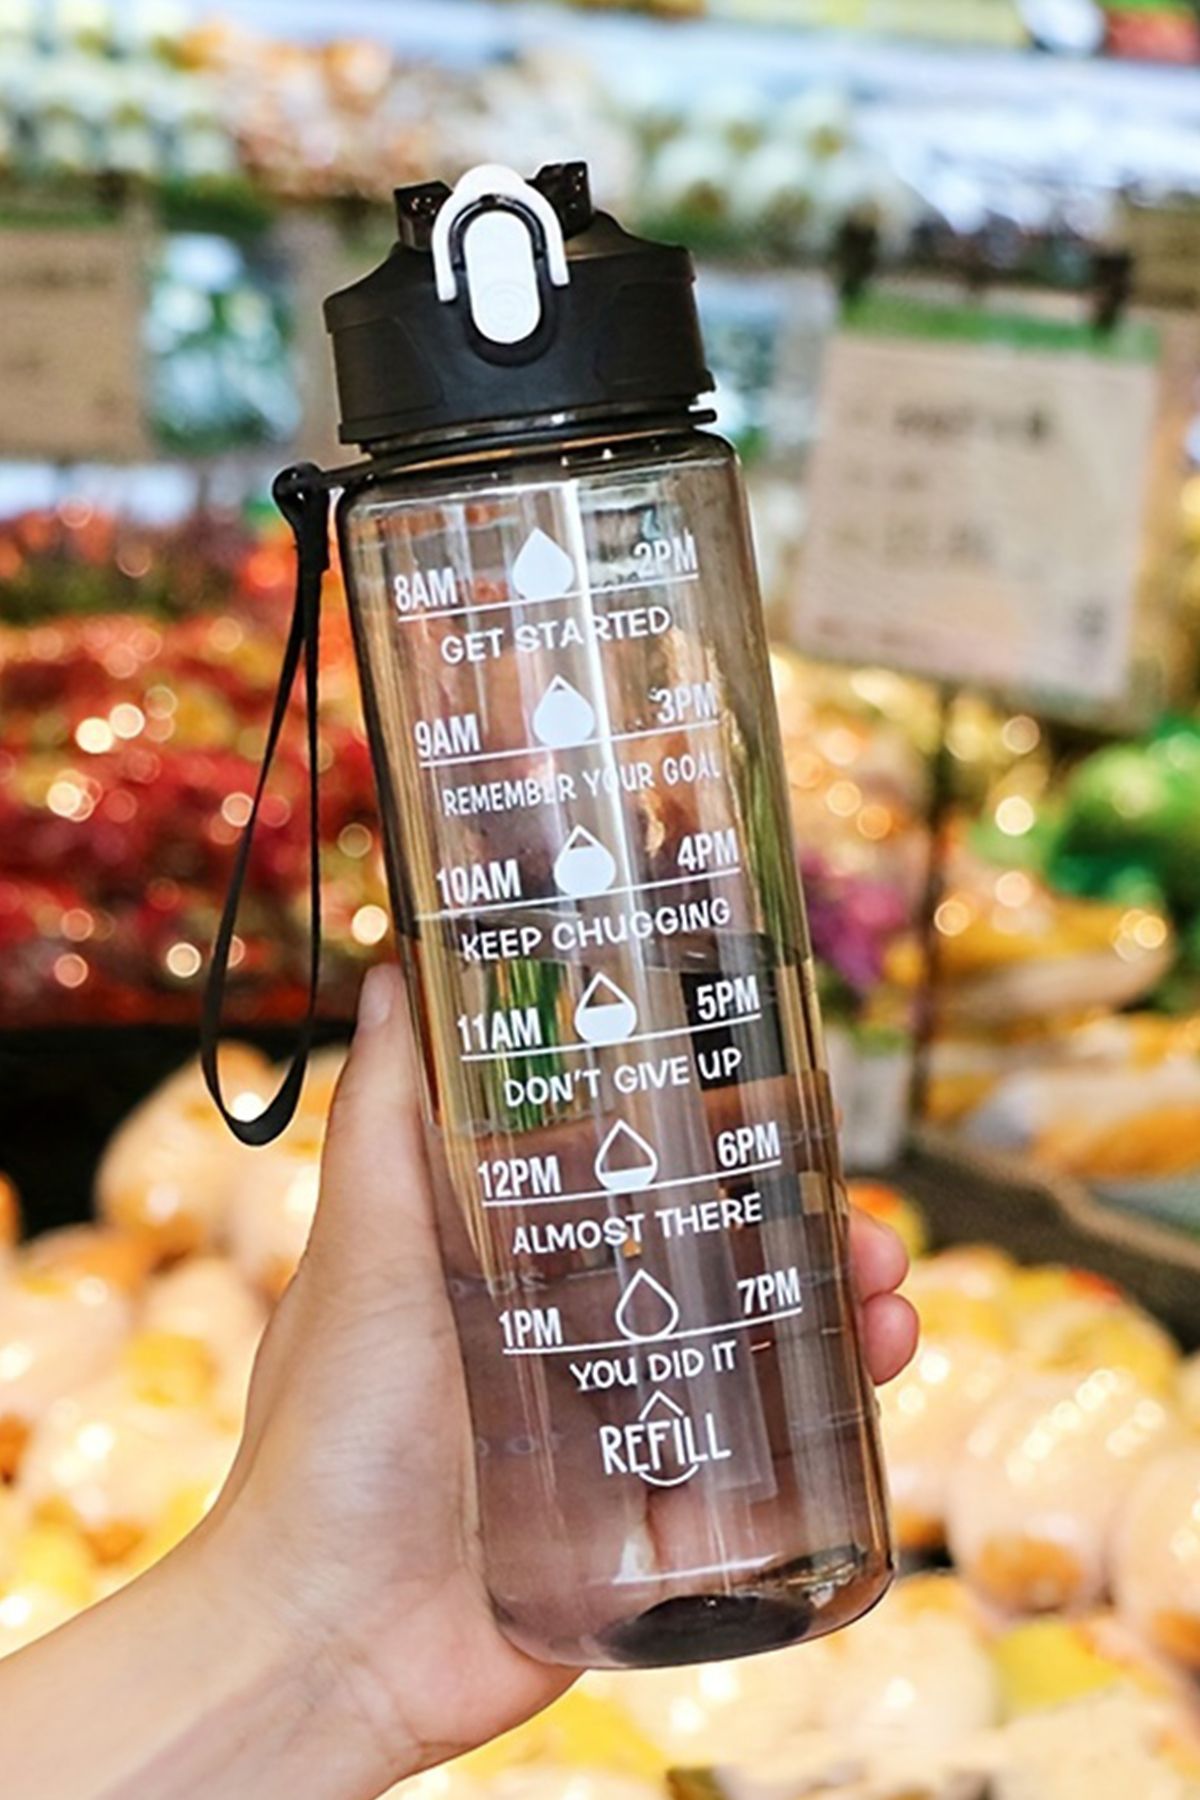 8AM 2PM
GET STARTED
9AM 3PM
REMEMBER YOUR GOAL
10AM 4PM
KEEP CHUGGING
11AM 5PM
DON'T GIVE UP
12PM 6PM
ALMOST THERE
1PM 7PM
YOU DID IT
REFILL